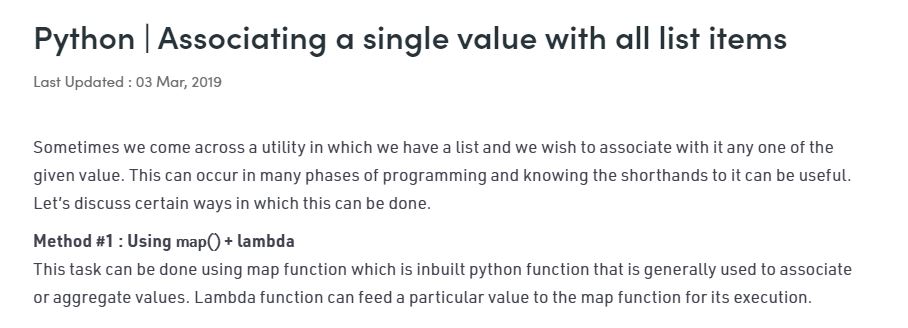 Python | Associating a single value with all list items
Last Updated : 03 Mar, 2019
Sometimes we come across a utility in which we have a list and we wish to associate with it any one of the
given value. This can occur in many phases of programming and knowing the shorthands to it can be useful.
Let’s discuss certain ways in which this can be done.
Method #1 : Using map() + lambda
This task can be done using map function which is inbuilt python function that is generally used to associate
or aggregate values. Lambda function can feed a particular value to the map function for its execution.